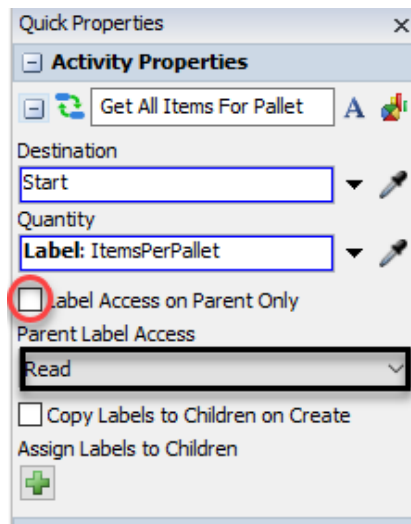 Quick Properties
Activity Properties
Get All Items For Pallet
Destination
Start
Quantity
Label: ItemsPerPallet
Label Access on Parent Only
Parent Label Access
Read
Copy Labels to Children on Create
Assign Labels to Children